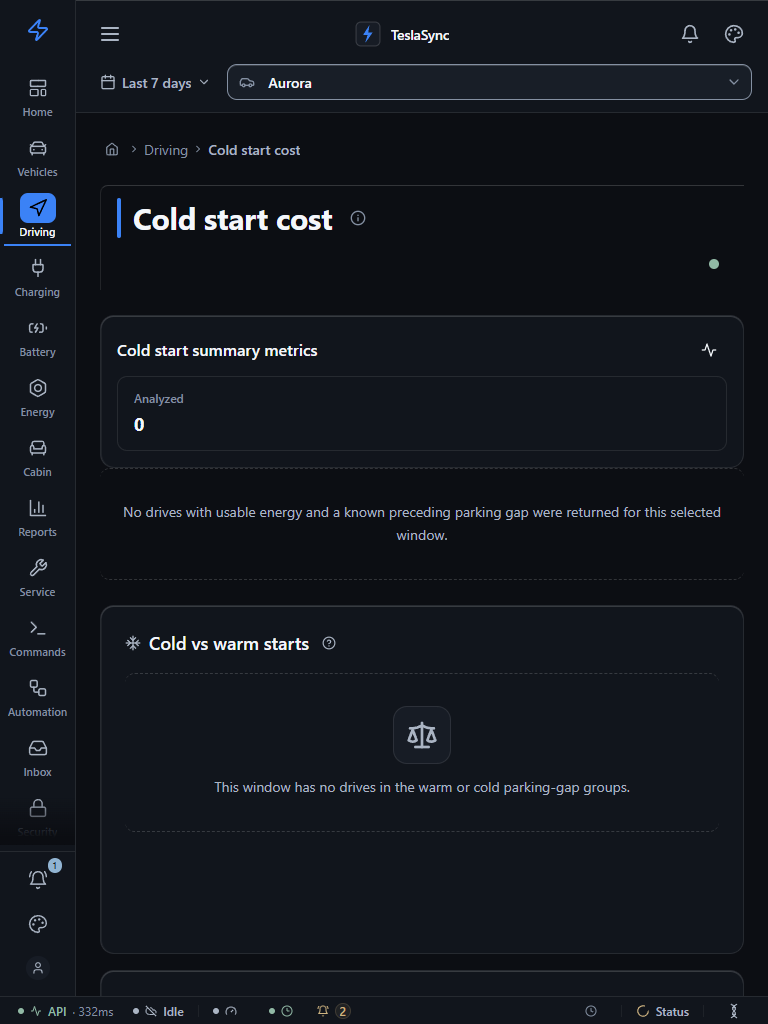 TeslaSync
Last 7 days
Aurora
Home
Vehicles
Driving
Charging
Battery
Energy
Cabin
Reports
Service
Commands
Automation
Inbox
Security
1
Driving
Cold start cost
Cold start cost
Cold start summary metrics
Analyzed
0
No drives with usable energy and a known preceding parking gap were returned for this selected
window.
Cold vs warm starts
This window has no drives in the warm or cold parking-gap groups.
API · 332ms
Idle
2
Status